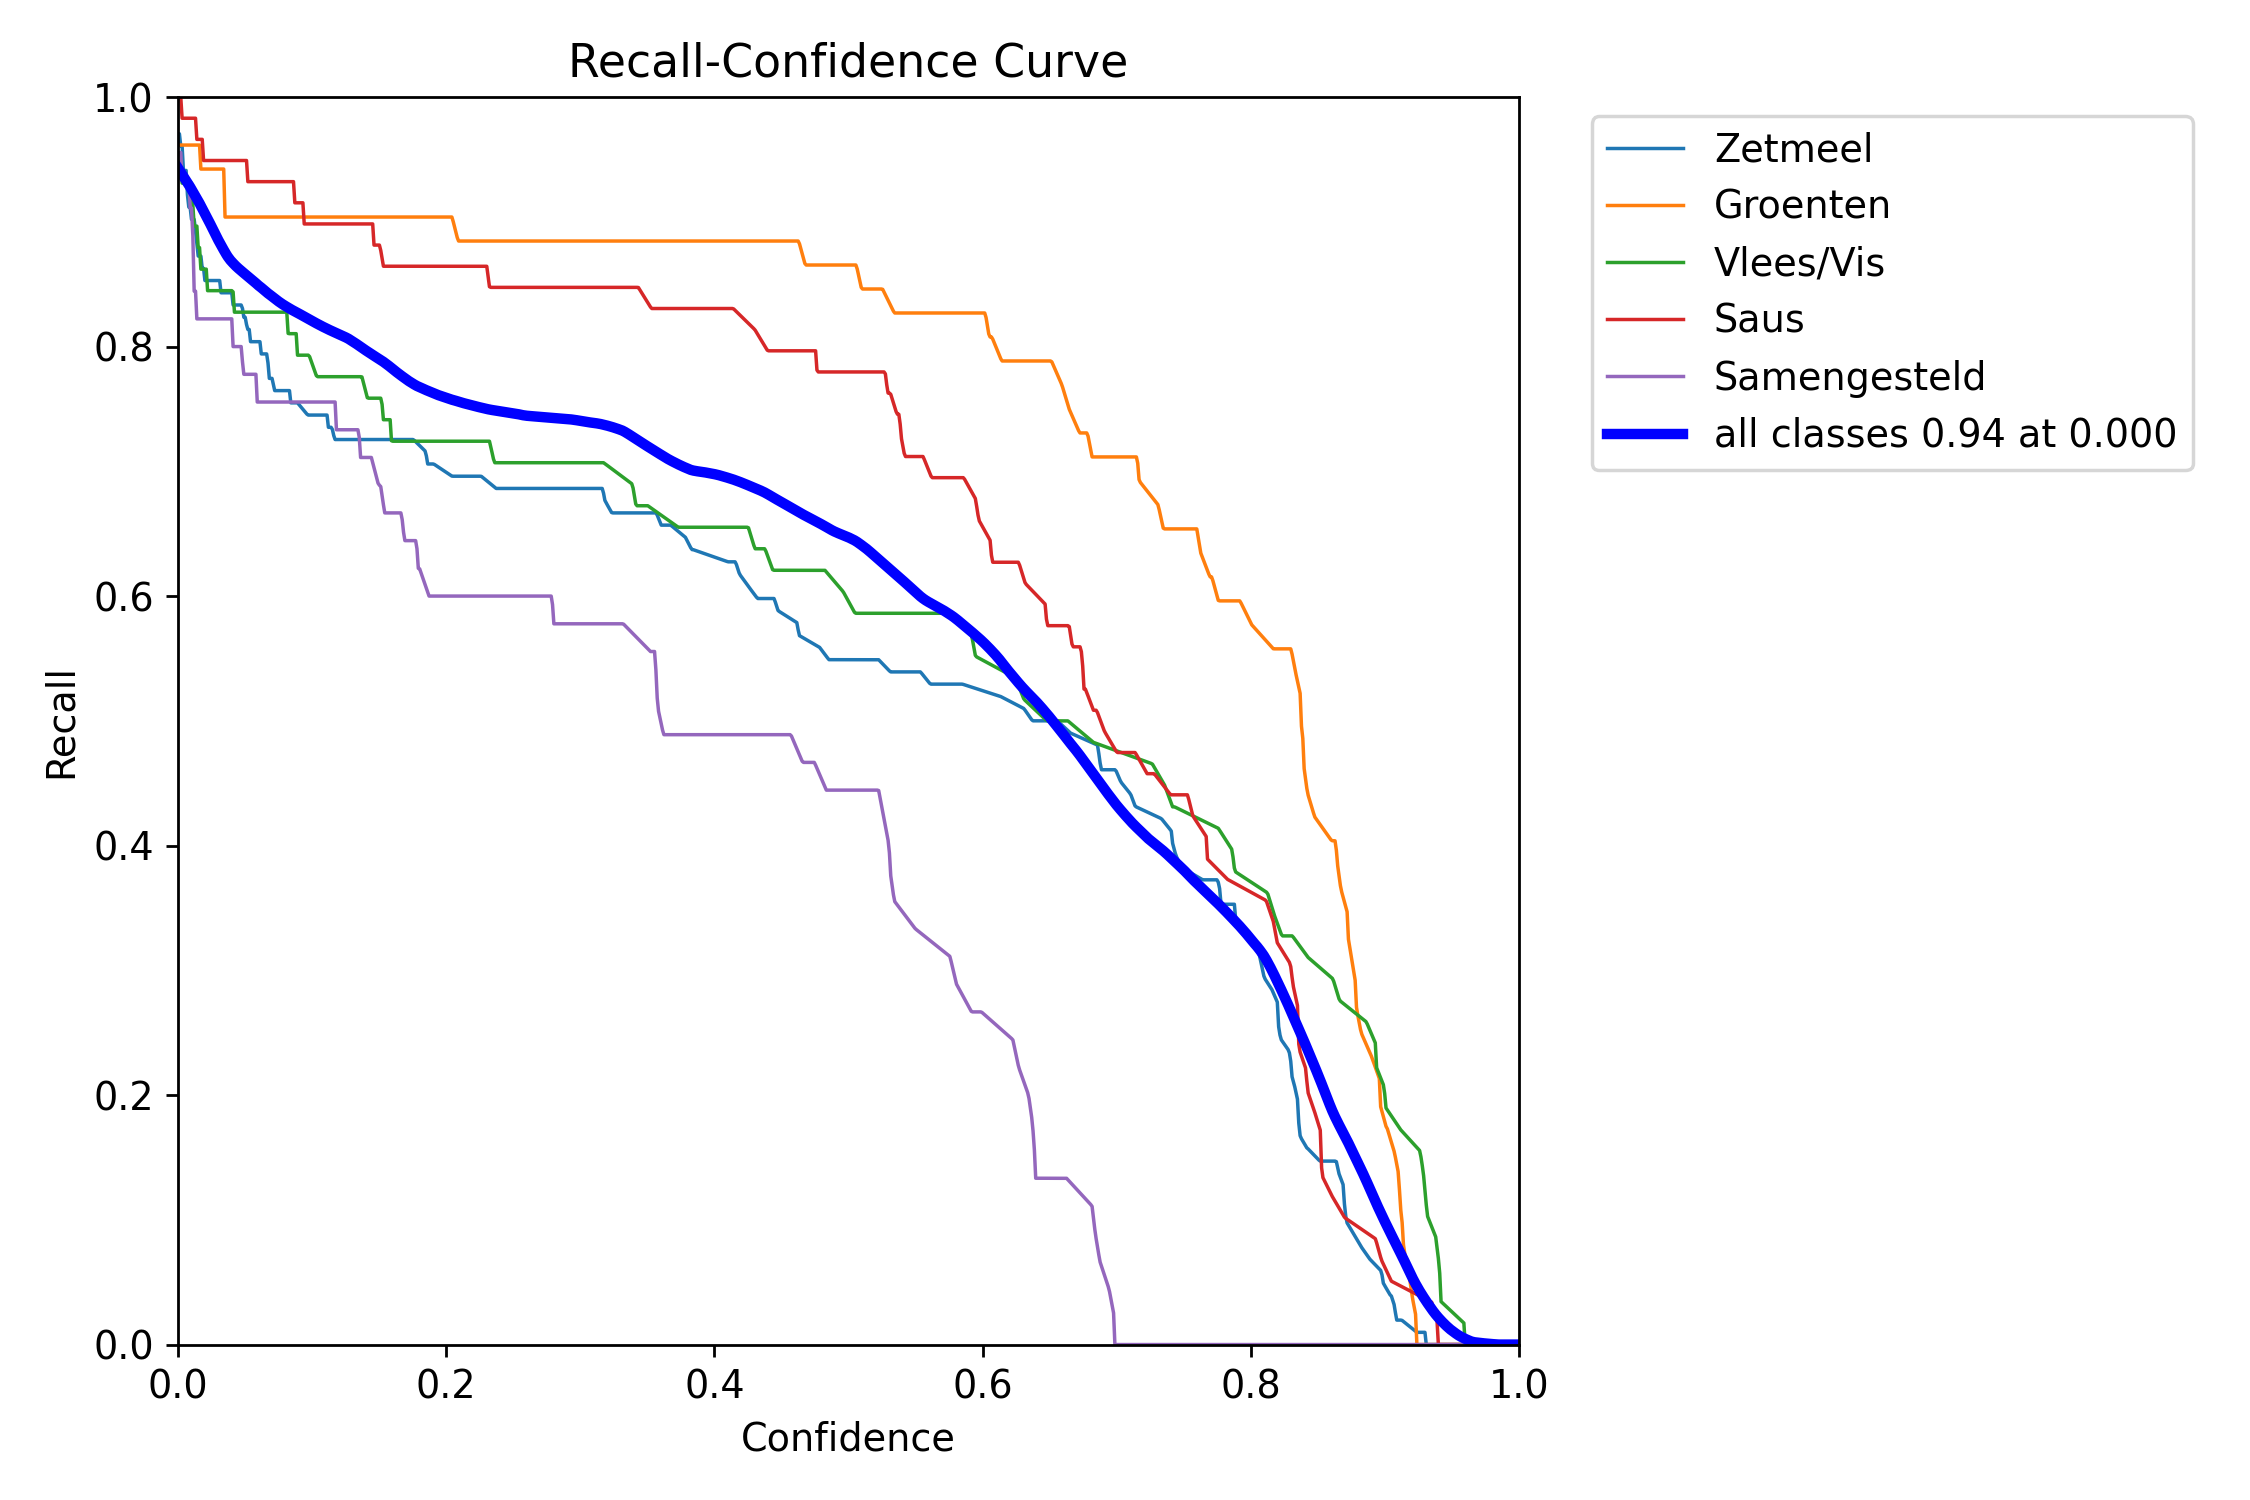 Recall-Confidence Curve
1.0
0.8
0.6
0.4
0.2
0.0
Recall
0.0 0.2 0.4 0.6 0.8 1.0
Confidence
Zetmeel
Groenten
Vlees/Vis
Saus
Samengesteld
all classes 0.94 at 0.000